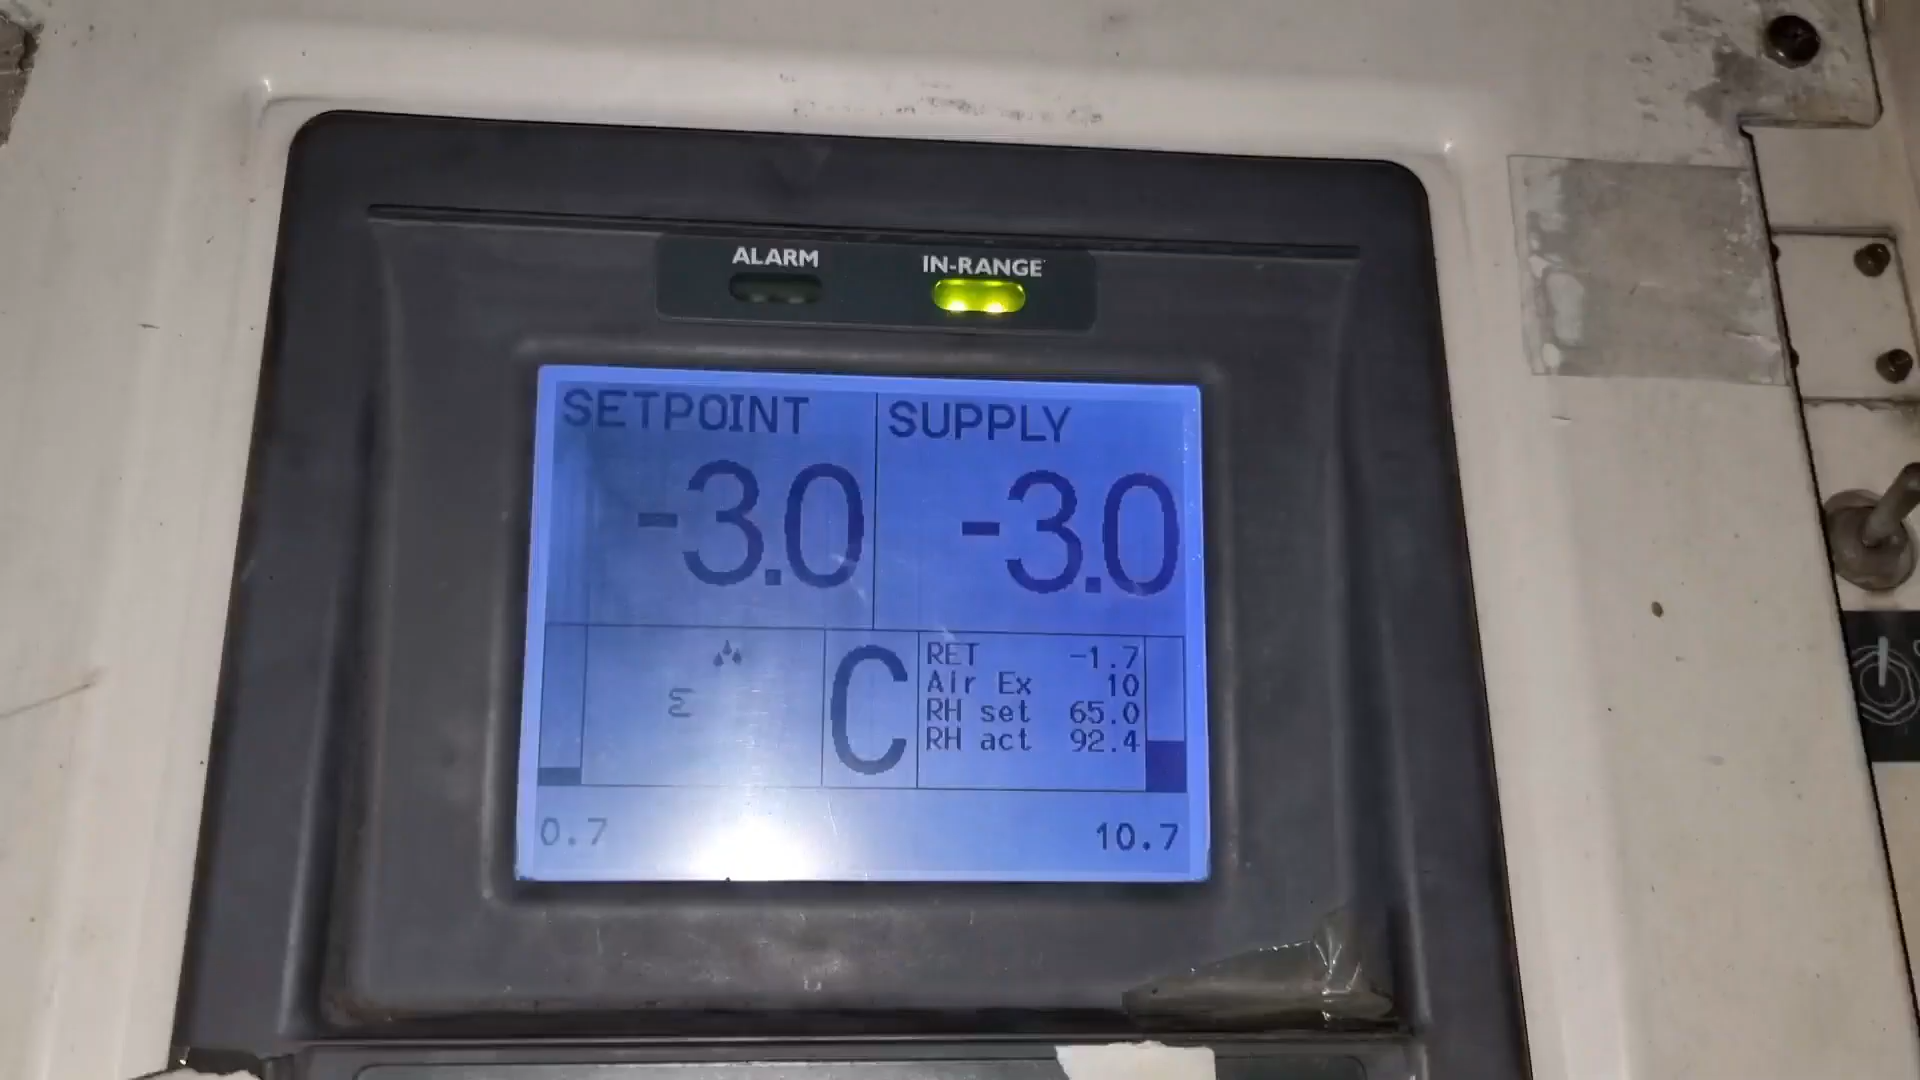 ALARM IN-RANGE
SETPOINT SUPPLY
-3.0 -3.0
ε C
RET -1.7
Air Ex 10
RH set 65.0
RH act 92.4
0.7 10.7